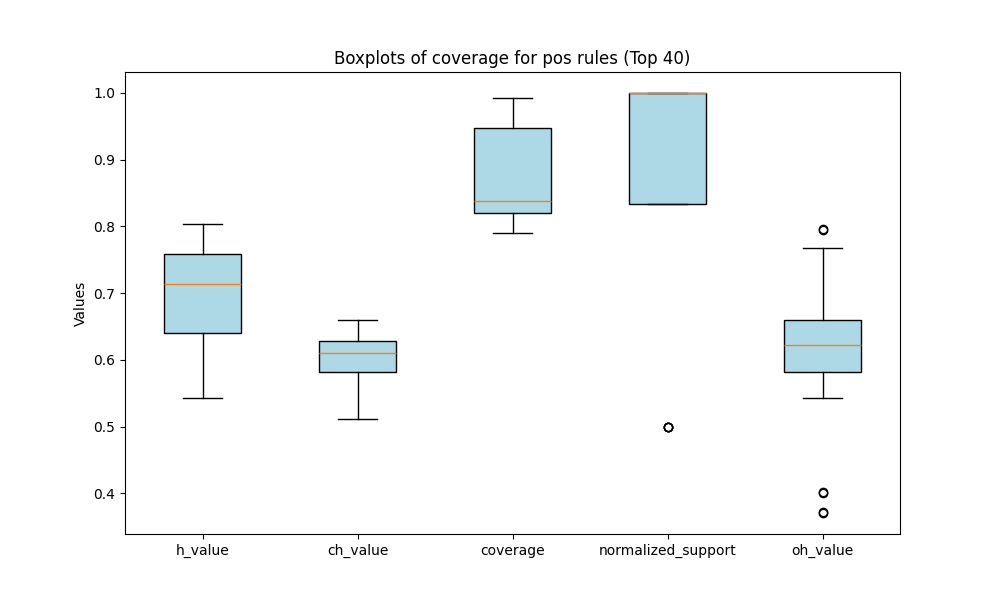 Boxplots of coverage for pos rules (Top 40)
Values
1.0
0.9
0.8
0.7
0.6
0.5
0.4
h_value
ch_value
coverage
normalized_support
oh_value